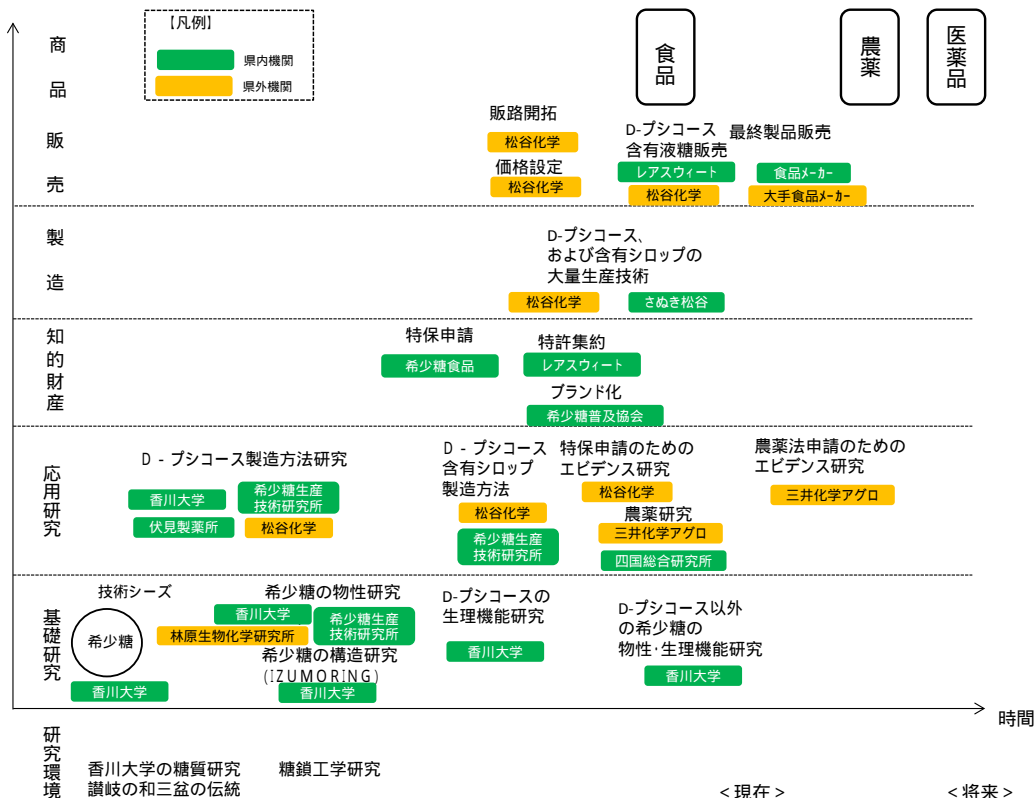 【凡例】
県内機関
県外機関
商品
食品
農薬
医薬品
販売
販路開拓
松谷化学
価格設定
松谷化学
D-プシコース
含有液糖販売
レアスウィート
松谷化学
最終製品販売
食品メーカー
大手食品メーカー
製造
D-プシコース、
および含有シロップの
大量生産技術
松谷化学
さぬき松谷
知的財産
特保申請
希少糖食品
特許集約
レアスウィート
ブランド化
希少糖普及協会
応用研究
D - プシコース製造方法研究
香川大学
希少糖生産
技術研究所
伏見製薬所
松谷化学
D - プシコース
含有シロップ
製造方法
松谷化学
希少糖生産
技術研究所
特保申請のための
エビデンス研究
松谷化学
農薬研究
三井化学アグロ
四国総合研究所
農薬法申請のための
エビデンス研究
三井化学アグロ
基礎研究
技術シーズ
希少糖
香川大学
希少糖の物性研究
香川大学
林原生物化学研究所
希少糖生産
技術研究所
希少糖の構造研究
(IZUMORING)
香川大学
D-プシコースの
生理機能研究
香川大学
D-プシコース以外
の希少糖の
物性・生理機能研究
香川大学
時間
研究環境
香川大学の糖質研究
讃岐の和三盆の伝統
糖鎖工学研究
<現在>
<将来>